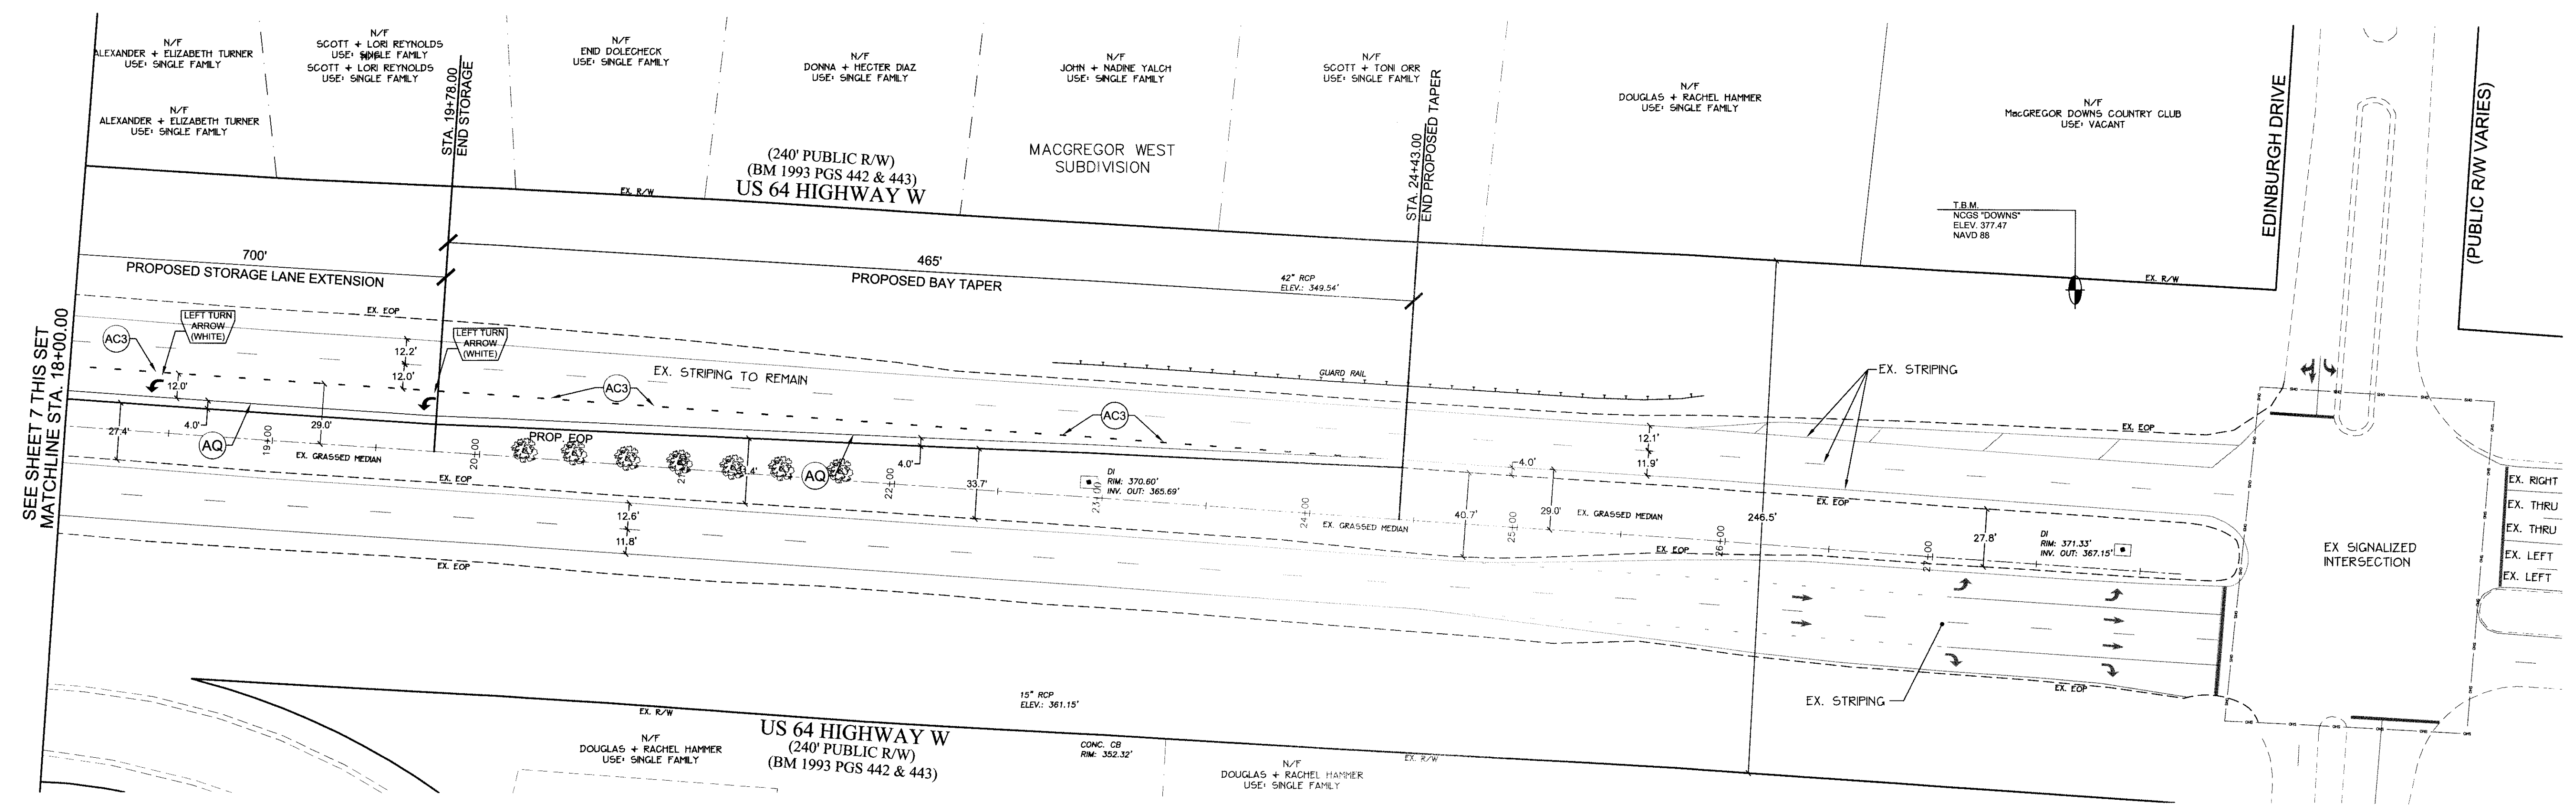 N/F
ALEXANDER + ELIZABETH TURNER
USE: SINGLE FAMILY
N/F
ALEXANDER + ELIZABETH TURNER
USE: SINGLE FAMILY
N/F
SCOTT + LORI REYNOLDS
USE: SINGLE FAMILY
SCOTT + LORI REYNOLDS
USE: SINGLE FAMILY
STA. 19+78.00
END STORAGE
N/F
ENID DOLECHECK
USE: SINGLE FAMILY
N/F
DONNA + HECTER DIAZ
USE: SINGLE FAMILY
N/F
JOHN + NADINE YALCH
USE: SINGLE FAMILY
MACGREGOR WEST
SUBDIVISION
N/F
SCOTT + TONI ORR
USE: SINGLE FAMILY
STA. 24+43.00
END PROPOSED TAPER
N/F
DOUGLAS + RACHEL HAMMER
USE: SINGLE FAMILY
N/F
MacGREGOR DOWNS COUNTRY CLUB
USE: VACANT
EDINBURGH DRIVE
(PUBLIC R/W VARIES)
(240' PUBLIC R/W)
(BM 1993 PGS 442 & 443)
US 64 HIGHWAY W
EX. R/W
T.B.M.
NCGS "DOWNS"
ELEV. 377.47
NAVD 88
EX. R/W
700'
PROPOSED STORAGE LANE EXTENSION
465'
PROPOSED BAY TAPER
42" RCP
ELEV.: 349.54'
SEE SHEET 7 THIS SET
MATCHLINE STA. 18+00.00
EX. EOP
LEFT TURN
ARROW
(WHITE)
AC3
12.0'
12.2'
12.0'
LEFT TURN
ARROW
(WHITE)
EX. STRIPING TO REMAIN
AC3
GUARD RAIL
AC3
EX. STRIPING
EX. EOP
27.4'
4.0'
AQ
19+00
29.0'
EX. GRASSED MEDIAN
20+00
PROP. EOP
EX. EOP
21
.4'
AQ
22+00
4.0'
33.7'
DI
RIM: 370.60'
INV. OUT: 365.69'
23+00
24+00
EX. GRASSED MEDIAN
12.1'
11.9'
4.0'
40.7'
25+00
29.0'
EX. GRASSED MEDIAN
EX. EOP
EX. EOP
26+00
246.5'
27+00
27.8'
DI
RIM: 371.33'
INV. OUT: 367.15'
EX SIGNALIZED
INTERSECTION
EX. RIGHT
EX. THRU
EX. THRU
EX. LEFT
EX. LEFT
12.6'
11.8'
EX. EOP
EX. EOP
EX. STRIPING
15" RCP
ELEV.: 361.15'
EX. R/W
US 64 HIGHWAY W
(240' PUBLIC R/W)
(BM 1993 PGS 442 & 443)
N/F
DOUGLAS + RACHEL HAMMER
USE: SINGLE FAMILY
CONC. CB
RIM: 352.32'
N/F
DOUGLAS + RACHEL HAMMER
USE: SINGLE FAMILY
EX. R/W